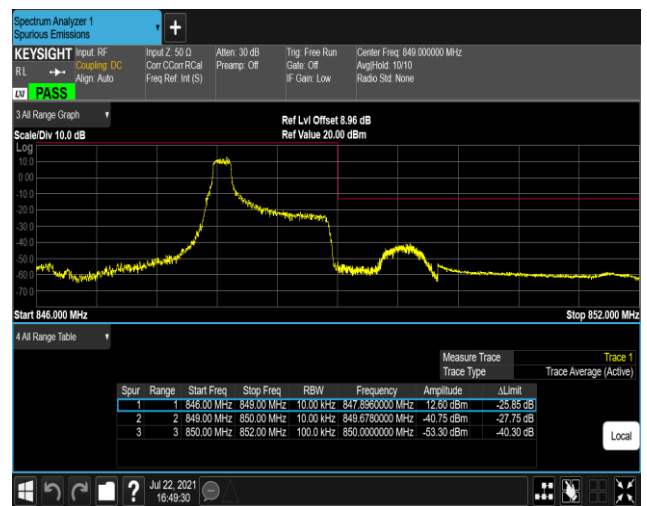 Spectrum Analyzer 1
Spurious Emissions
+
KEYSIGHT Input: RF Input Z: 50 Ω Atten: 30 dB Trig: Free Run Center Freq: 849.000000 MHz
R L Coupling: DC Corr CCorr RCal Preamp: Off Gate: Off Avg|Hold: 10/10
Align: Auto Freq Ref: Int (S) IF Gain: Low Radio Std: None
LXI PASS
3 All Range Graph
Ref Lvl Offset 8.96 dB
Scale/Div 10.0 dB Ref Value 20.00 dBm
Log
10.0
0.00
-10.0
-20.0
-30.0
-40.0
-50.0
-60.0
-70.0
Start 846.000 MHz Stop 852.000 MHz
4 All Range Table
Measure Trace Trace 1
Trace Type Trace Average (Active)
Spur Range Start Freq Stop Freq RBW Frequency Amplitude ΔLimit
1 1 846.00 MHz 849.00 MHz 10.00 kHz 847.8960000 MHz 12.60 dBm -25.85 dB
2 2 849.00 MHz 850.00 MHz 10.00 kHz 849.6780000 MHz -40.75 dBm -27.75 dB
3 3 850.00 MHz 852.00 MHz 100.0 kHz 850.0000000 MHz -53.30 dBm -40.30 dB
Local
? Jul 22, 2021
16:49:30